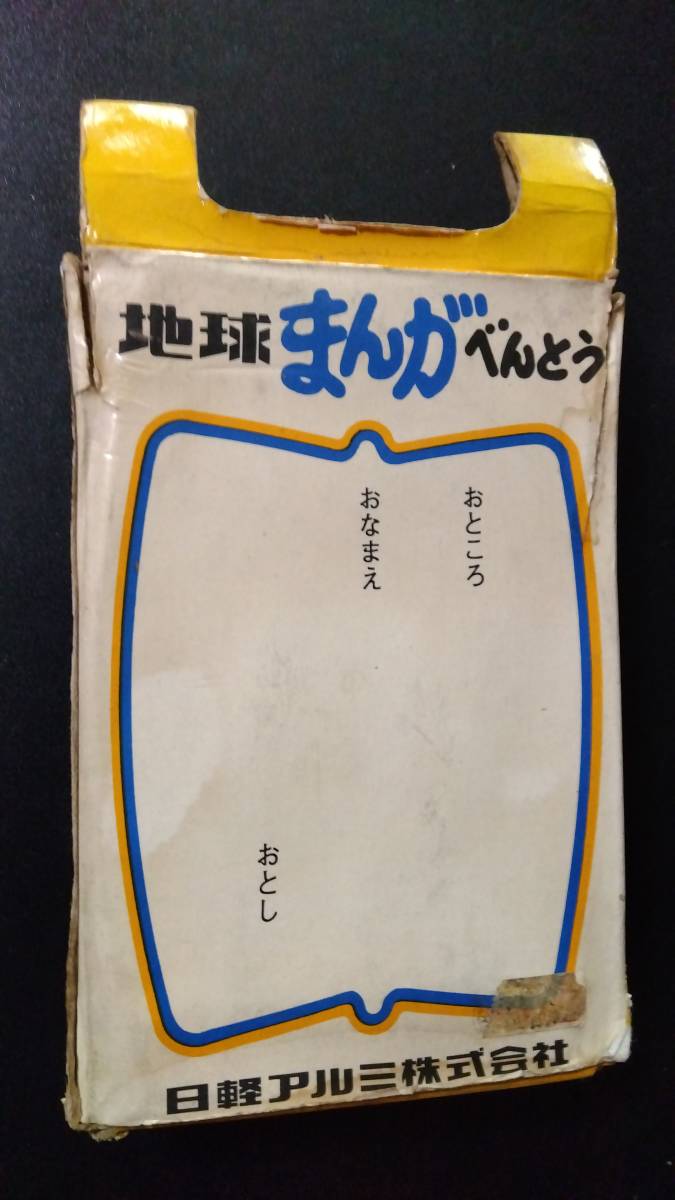 地球まんがべんとう
おところ
おなまえ
おとし
日軽アルミ株式会社